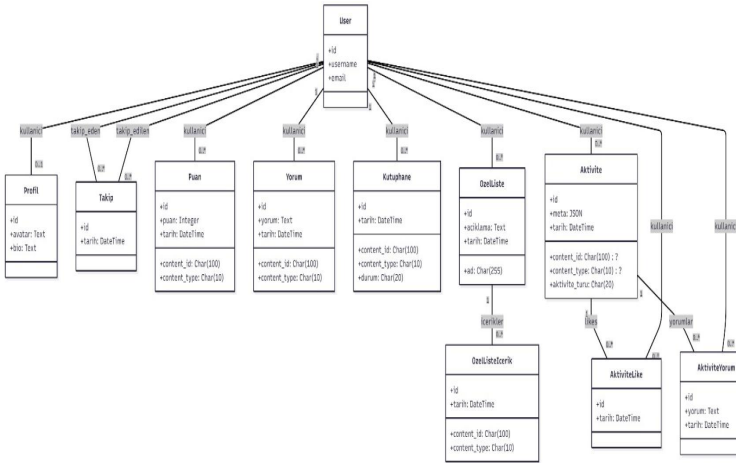 User
+id
+username
+email
kullanici
takip_eden
takip_edilen
kullanici
kullanici
kullanici
kullanici
kullanici
Profil
+id
+avatar: Text
+bio: Text
Takip
+id
+tarih: DateTime
Puan
+id
+puan: Integer
+tarih: DateTime
+content_id: Char(100)
+content_type: Char(10)
Yorum
+id
+yorum: Text
+tarih: DateTime
+content_id: Char(100)
+content_type: Char(10)
Kutuphane
+id
+tarih: DateTime
+content_id: Char(100)
+content_type: Char(10)
+durum: Char(20)
OzelListe
+id
+aciklama: Text
+tarih: DateTime
+ad: Char(255)
Aktivite
+id
+meta: JSON
+tarih: DateTime
+content_id: Char(100) : ?
+content_type: Char(10) : ?
+aktivite_turu: Char(20)
kullanici
kullanici
icerikler
likes
yorumlar
OzelListeIcerik
+id
+tarih: DateTime
+content_id: Char(100)
+content_type: Char(10)
AktiviteLike
+id
+tarih: DateTime
AktiviteYorum
+id
+yorum: Text
+tarih: DateTime